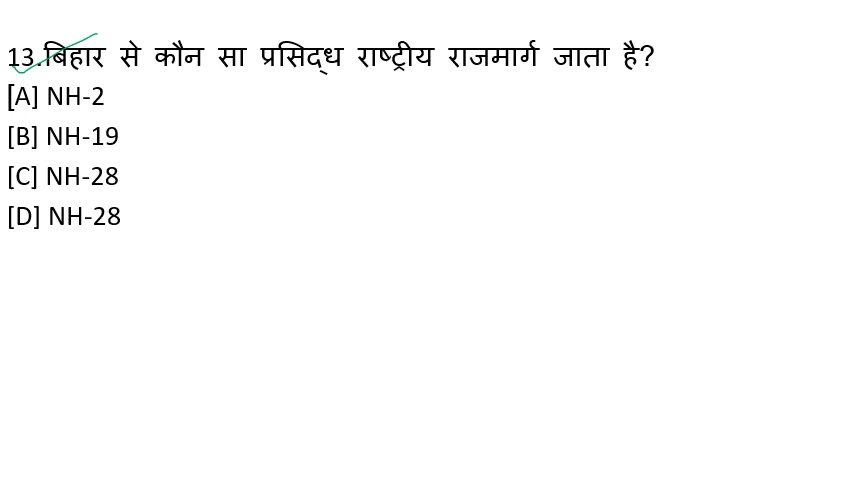 13.बिहार से कौन सा प्रसिद्ध राष्ट्रीय राजमार्ग जाता है?
[A] NH-2
[B] NH-19
[C] NH-28
[D] NH-28